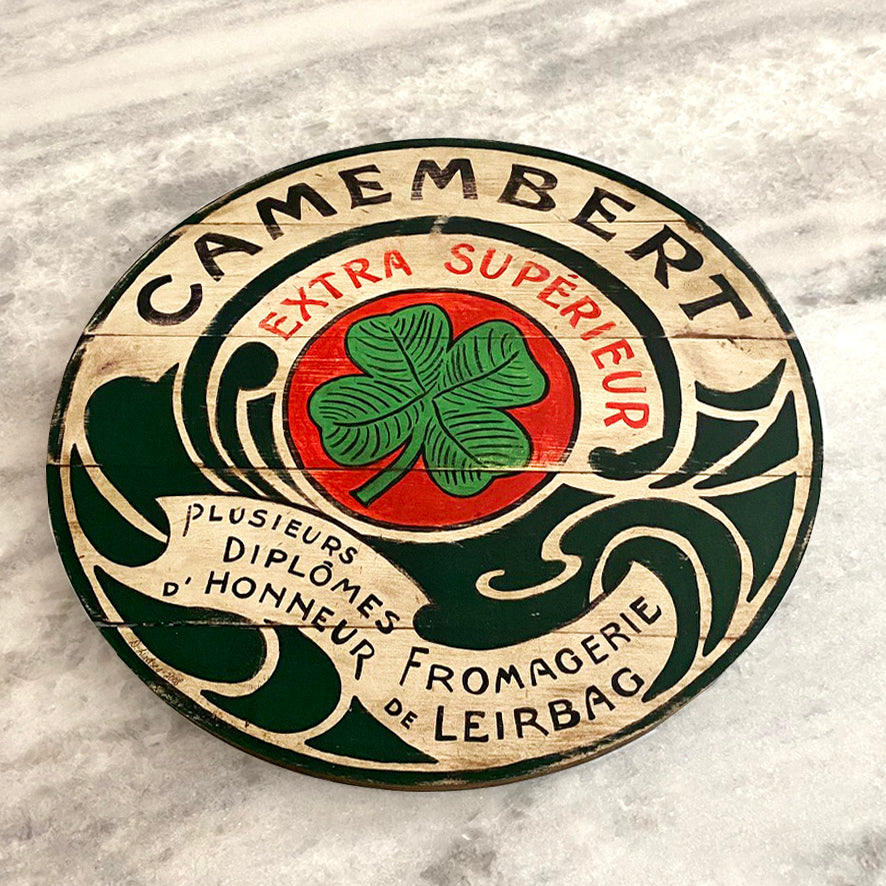 CAMEMBERT
EXTRA SUPÉRIEUR
PLUSIEURS
DIPLÔMES
D'HONNEUR
FROMAGERIE
DE LEIRBAG